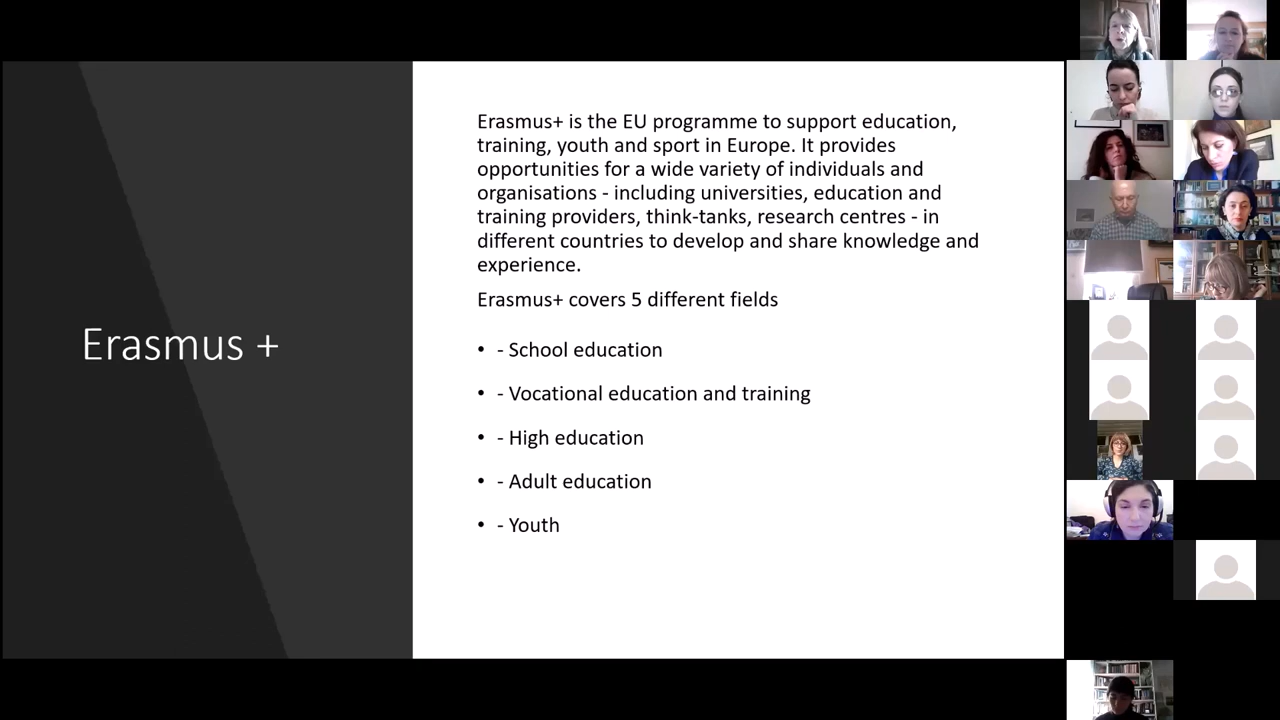 Erasmus +
Erasmus+ is the EU programme to support education,
training, youth and sport in Europe. It provides
opportunities for a wide variety of individuals and
organisations - including universities, education and
training providers, think-tanks, research centres - in
different countries to develop and share knowledge and
experience.
Erasmus+ covers 5 different fields
• - School education
• - Vocational education and training
• - High education
• - Adult education
• - Youth